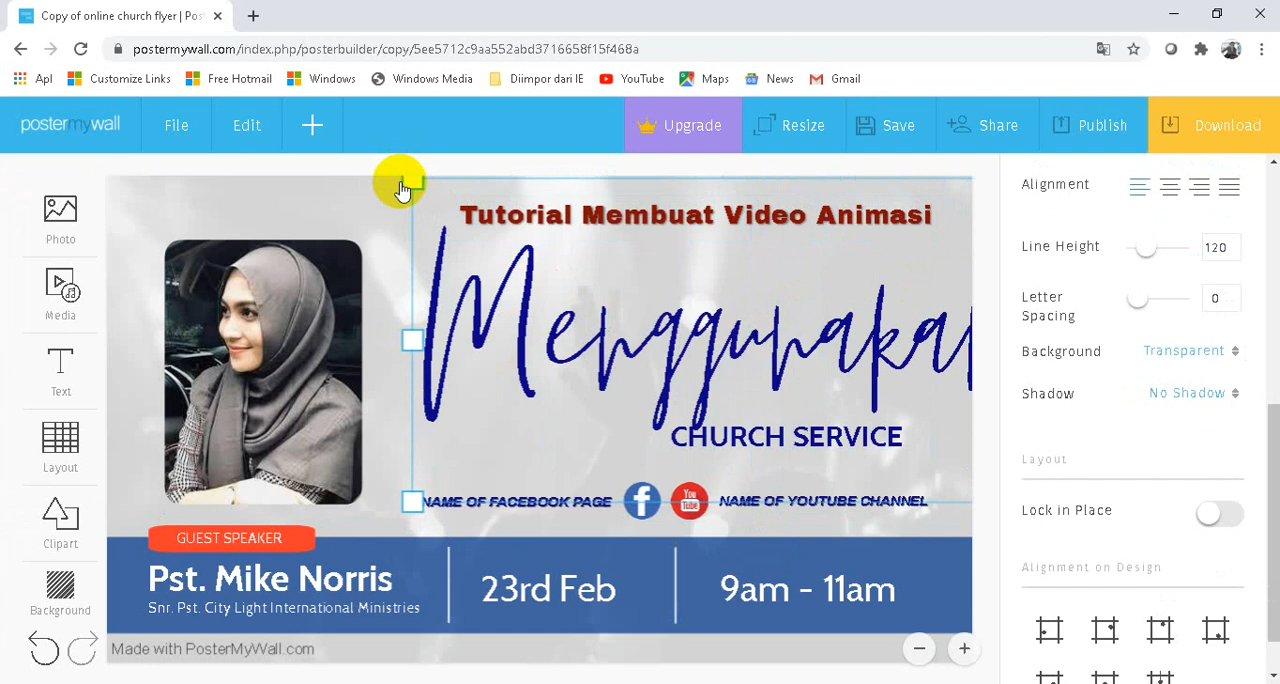 Copy of online church flyer | Pos
postermywall.com/index.php/posterbuilder/copy/5ee5712c9aa552abd3716658f15f468a
Apl Customize Links Free Hotmail Windows Windows Media Diimpor dari IE YouTube Maps News Gmail
postermywall File Edit Upgrade Resize Save Share Publish Download
Photo
Media
Text
Layout
Clipart
Background
Tutorial Membuat Video Animasi
Menggunakan
CHURCH SERVICE
NAME OF FACEBOOK PAGE You Tube NAME OF YOUTUBE CHANNEL
GUEST SPEAKER
Pst. Mike Norris
Snr. Pst. City Light International Ministries
23rd Feb
9am - 11am
Made with PosterMyWall.com
Alignment
Line Height 120
Letter Spacing 0
Background Transparent
Shadow No Shadow
Layout
Lock in Place
Alignment on Design